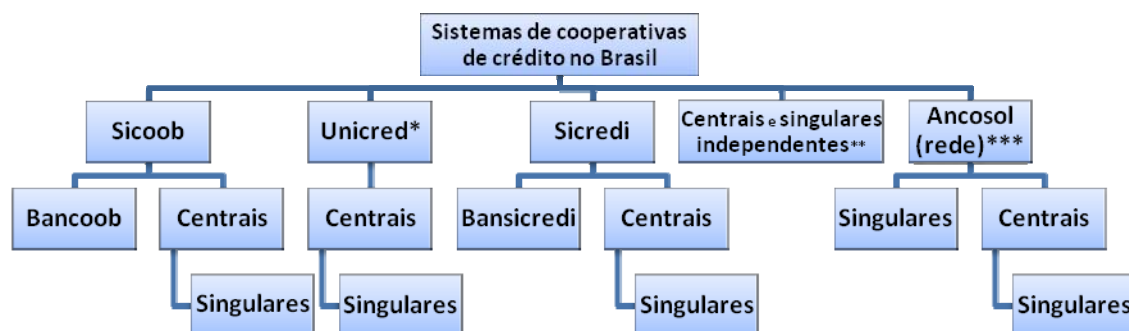 Sistemas de cooperativas
de crédito no Brasil
Sicoob
Unicred*
Sicredi
Centrais e singulares
independentes**
Ancosol
(rede)***
Bancoob
Centrais
Centrais
Bansicredi
Centrais
Singulares
Centrais
Singulares
Singulares
Singulares
Singulares